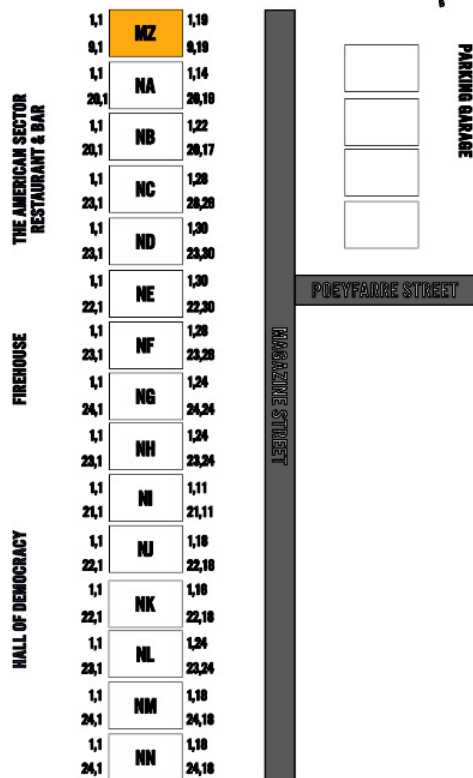 1,1 1,19
MZ
9,1 9,19
1,1 1,14
NA
20,1 20,19
1,1 1,22
NB
20,1 20,17
1,1 1,28
NC
23,1 28,28
1,1 1,30
ND
23,1 23,30
1,1 1,30
NE
22,1 22,30
1,1 1,28
NF
23,1 23,28
1,1 1,24
NG
24,1 24,24
1,1 1,24
NH
23,1 23,24
1,1 1,11
NI
21,1 21,11
1,1 1,18
NJ
22,1 22,18
1,1 1,16
NK
22,1 22,18
1,1 1,24
NL
23,1 23,24
1,1 1,18
NM
24,1 24,18
1,1 1,18
NN
24,1 24,18
THE AMERICAN SECTOR
RESTAURANT & BAR
FIREHOUSE
HALL OF DEMOCRACY
MAGAZINE STREET
POEYFARRE STREET
PARKING GARAGE